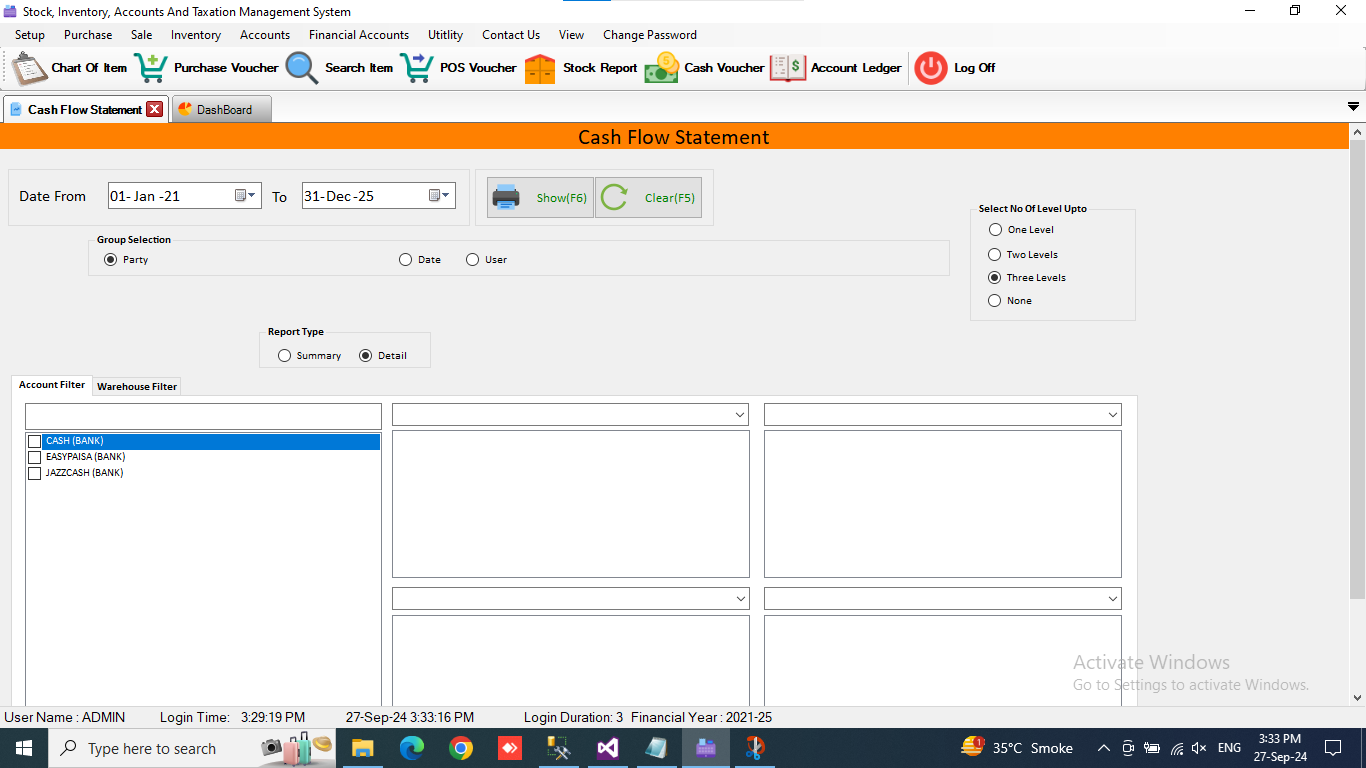 Stock, Inventory, Accounts And Taxation Management System
Setup Purchase Sale Inventory Accounts Financial Accounts Utitlity Contact Us View Change Password
Chart Of Item Purchase Voucher Search Item POS Voucher Stock Report Cash Voucher Account Ledger Log Off
Cash Flow Statement DashBoard
Cash Flow Statement
Date From 01- Jan -21 To 31-Dec -25 Show(F6) Clear(F5)
Select No Of Level Upto
One Level
Two Levels
Three Levels
None
Group Selection
Party Date User
Report Type
Summary Detail
Account Filter Warehouse Filter
CASH (BANK)
EASYPAISA (BANK)
JAZZCASH (BANK)
Activate Windows
Go to Settings to activate Windows.
User Name : ADMIN Login Time: 3:29:19 PM 27-Sep-24 3:33:16 PM Login Duration: 3 Financial Year : 2021-25
Type here to search 1 35°C Smoke ENG 3:33 PM
27-Sep-24